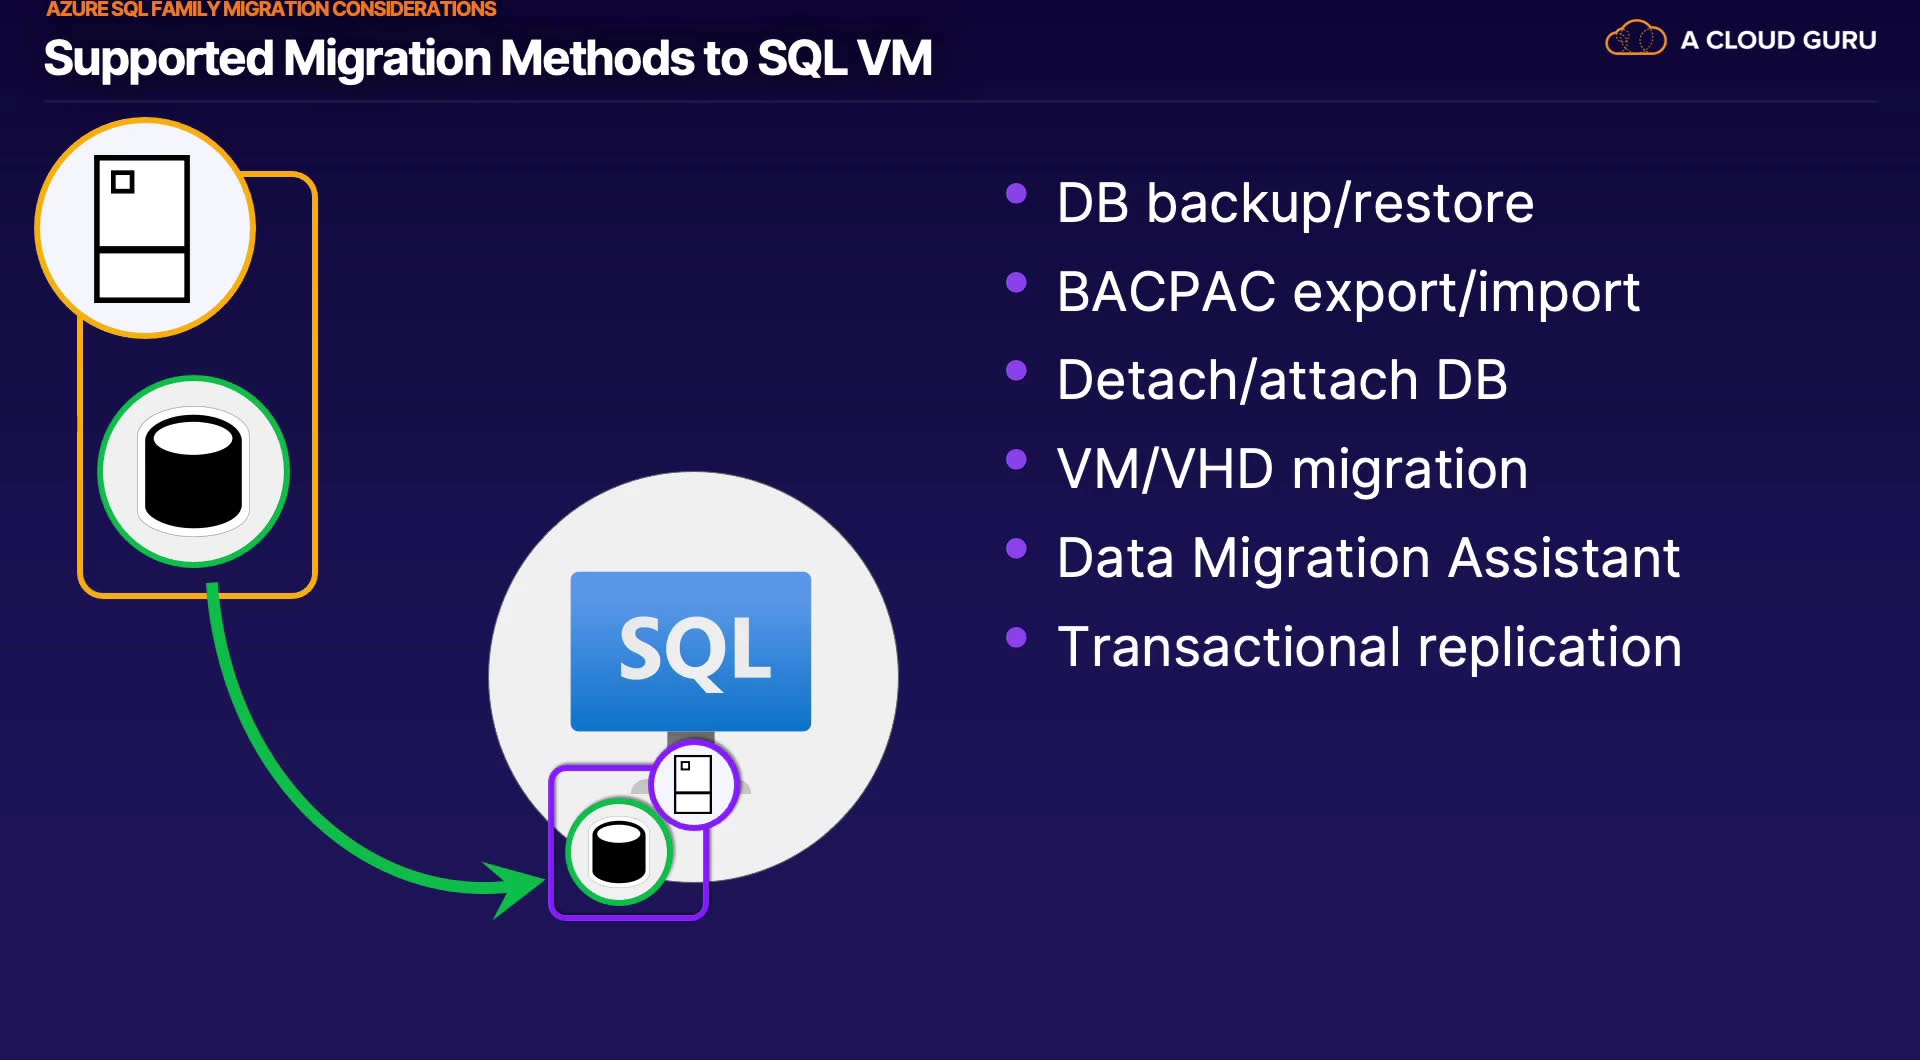 AZURE SQL FAMILY MIGRATION CONSIDERATIONS
Supported Migration Methods to SQL VM
A CLOUD GURU
DB backup/restore
BACPAC export/import
Detach/attach DB
VM/VHD migration
Data Migration Assistant
Transactional replication
SQL